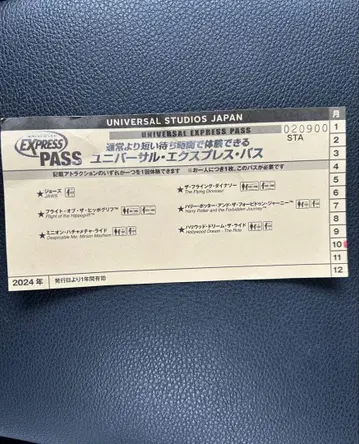 UNIVERSAL STUDIOS JAPAN
UNIVERSAL EXPRESS PASS
EXPRESS
PASS
通常より短い待ち時間で体験できる
ユニバーサル・エクスプレス・パス
020900
STA
記載アトラクションのいずれか一つを1回体験できます ※お一人につき1枚、このパスが必要です
★ジョーズ
JAWS
★フライト・オブ・ザ・ヒッポグリフ™
Flight of the Hippogriff™
★ミニオン・ハチャメチャ・ライド
Despicable Me: Minion Mayhem
★ザ・フライング・ダイナソー
The Flying Dinosaur
★ハリー・ポッター・アンド・ザ・フォービドゥン・ジャーニー™
Harry Potter and the Forbidden Journey™
★ハリウッド・ドリーム・ザ・ライド
Hollywood Dream - The Ride
2024年
発行日より1年間有効
月
1
2
3
4
5
6
7
8
9
10
11
12